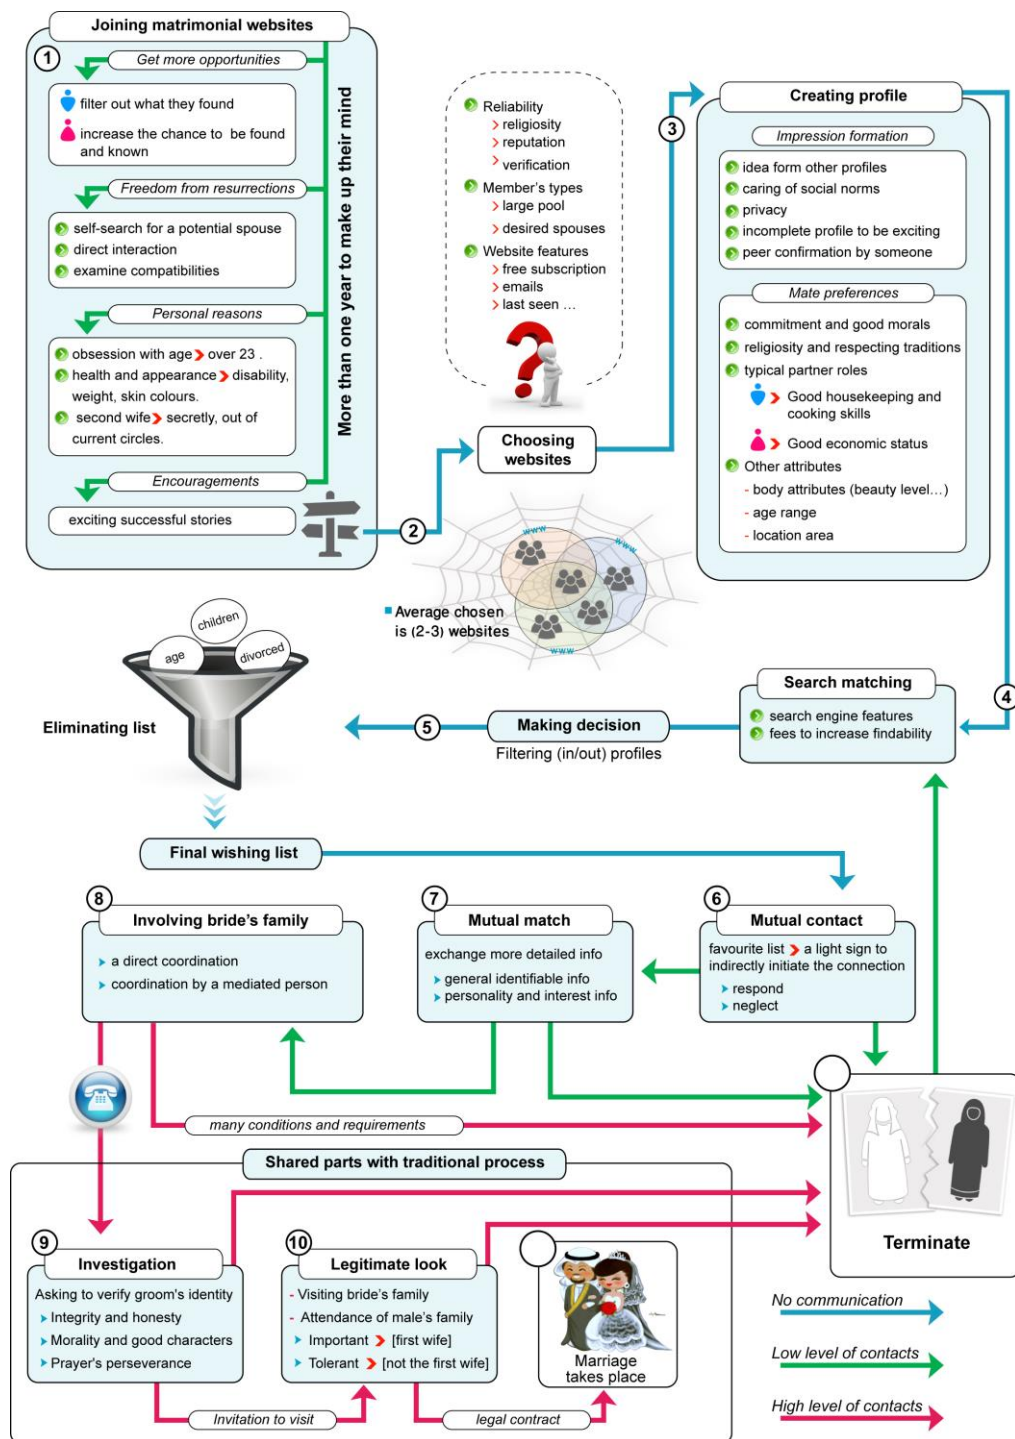 Joining matrimonial websites
1
Get more opportunities
filter out what they found
increase the chance to be found
and known
Freedom from resurrections
self-search for a potential spouse
direct interaction
examine compatibilities
Personal reasons
obsession with age > over 23 .
health and appearance > disability,
weight, skin colours.
second wife > secretly, out of
current circles.
Encouragements
exciting successful stories
More than one year to make up their mind
2
Reliability
> religiosity
> reputation
> verification
Member's types
> large pool
> desired spouses
Website features
> free subscription
> emails
> last seen ...
?
Choosing
websites
www
www
www
Average chosen
is (2-3) websites
3
Creating profile
Impression formation
idea form other profiles
caring of social norms
privacy
incomplete profile to be exciting
peer confirmation by someone
Mate preferences
commitment and good morals
religiosity and respecting traditions
typical partner roles
> Good housekeeping and
cooking skills
> Good economic status
Other attributes
- body attributes (beauty level...)
- age range
- location area
4
Search matching
search engine features
fees to increase findability
Making decision
Filtering (in/out) profiles
5
children
age
divorced
Eliminating list
Final wishing list
8
Involving bride's family
> a direct coordination
> coordination by a mediated person
7
Mutual match
exchange more detailed info
> general identifiable info
> personality and interest info
6
Mutual contact
favourite list > a light sign to
indirectly initiate the connection
> respond
> neglect
many conditions and requirements
Terminate
Shared parts with traditional process
9
Investigation
Asking to verify groom's identity
> Integrity and honesty
> Morality and good characters
> Prayer's perseverance
Invitation to visit
10
Legitimate look
- Visiting bride's family
- Attendance of male's family
> Important > [first wife]
> Tolerant > [not the first wife]
legal contract
Marriage
takes place
No communication
Low level of contacts
High level of contacts